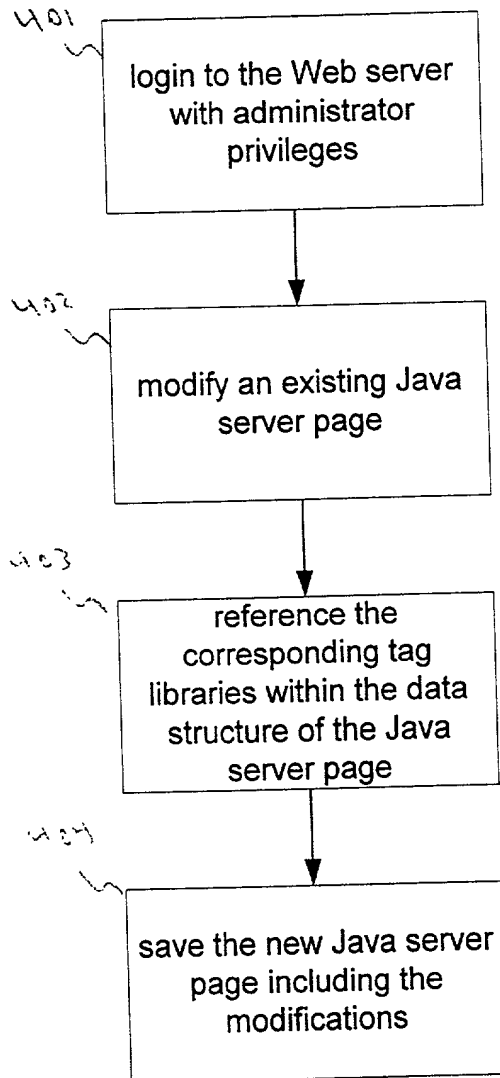 401
login to the Web server
with administrator
privileges
402
modify an existing Java
server page
403
reference the
corresponding tag
libraries within the data
structure of the Java
server page
404
save the new Java server
page including the
modifications